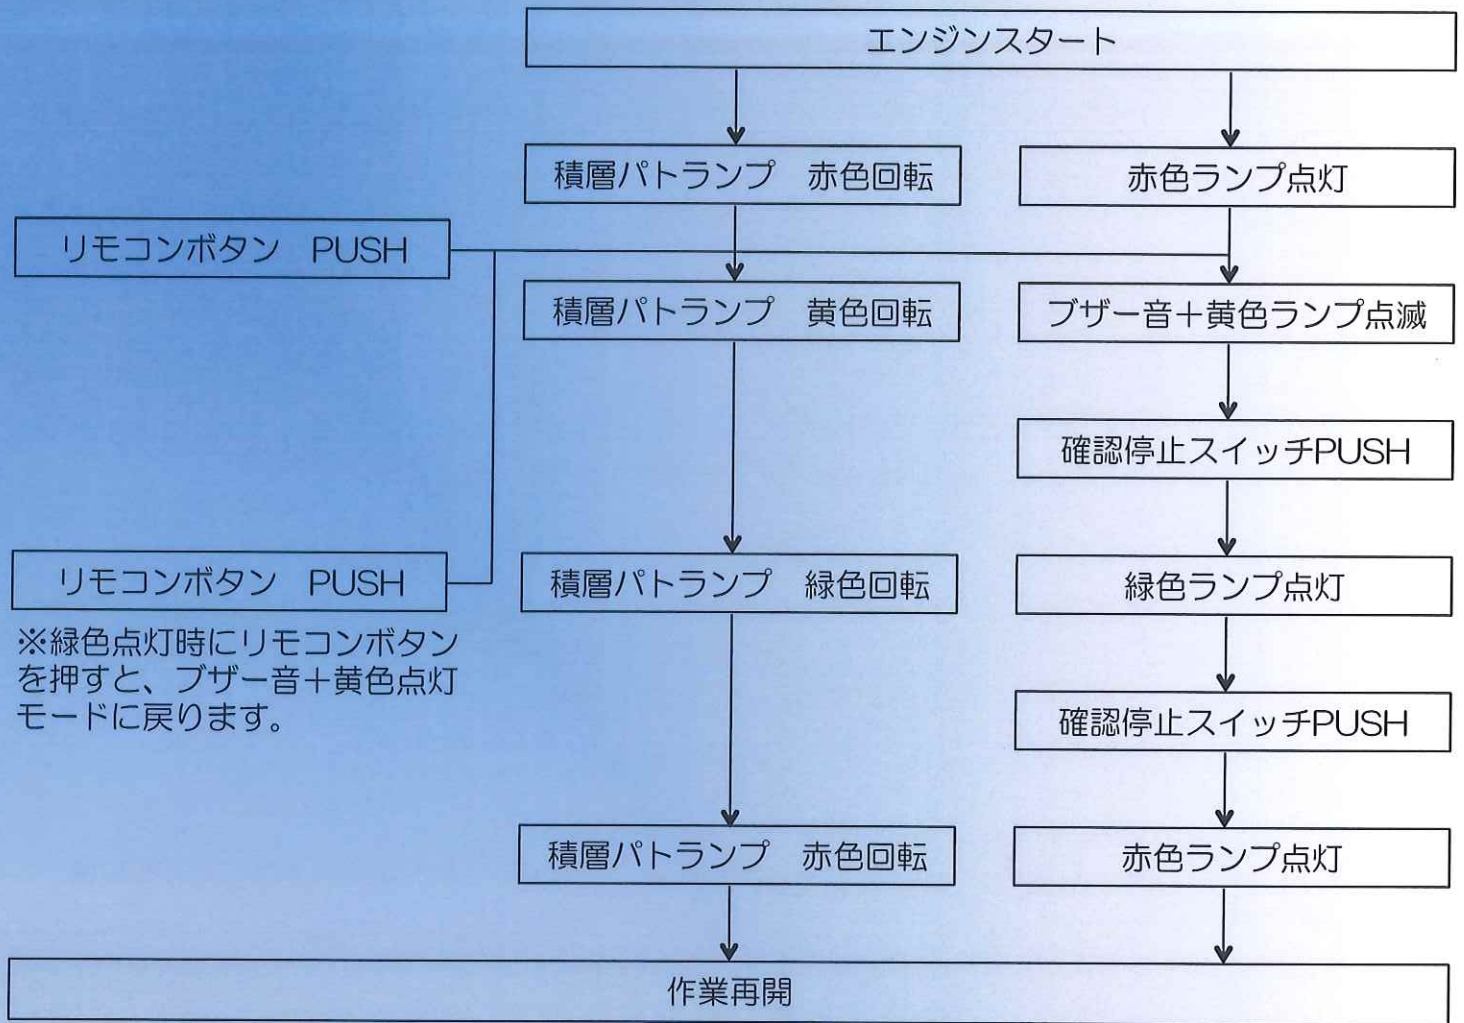 エンジンスタート
積層パトランプ　赤色回転
赤色ランプ点灯
リモコンボタン　PUSH
積層パトランプ　黄色回転
ブザー音＋黄色ランプ点滅
確認停止スイッチPUSH
リモコンボタン　PUSH
積層パトランプ　緑色回転
緑色ランプ点灯
※緑色点灯時にリモコンボタン
を押すと、ブザー音＋黄色点灯
モードに戻ります。
確認停止スイッチPUSH
積層パトランプ　赤色回転
赤色ランプ点灯
作業再開